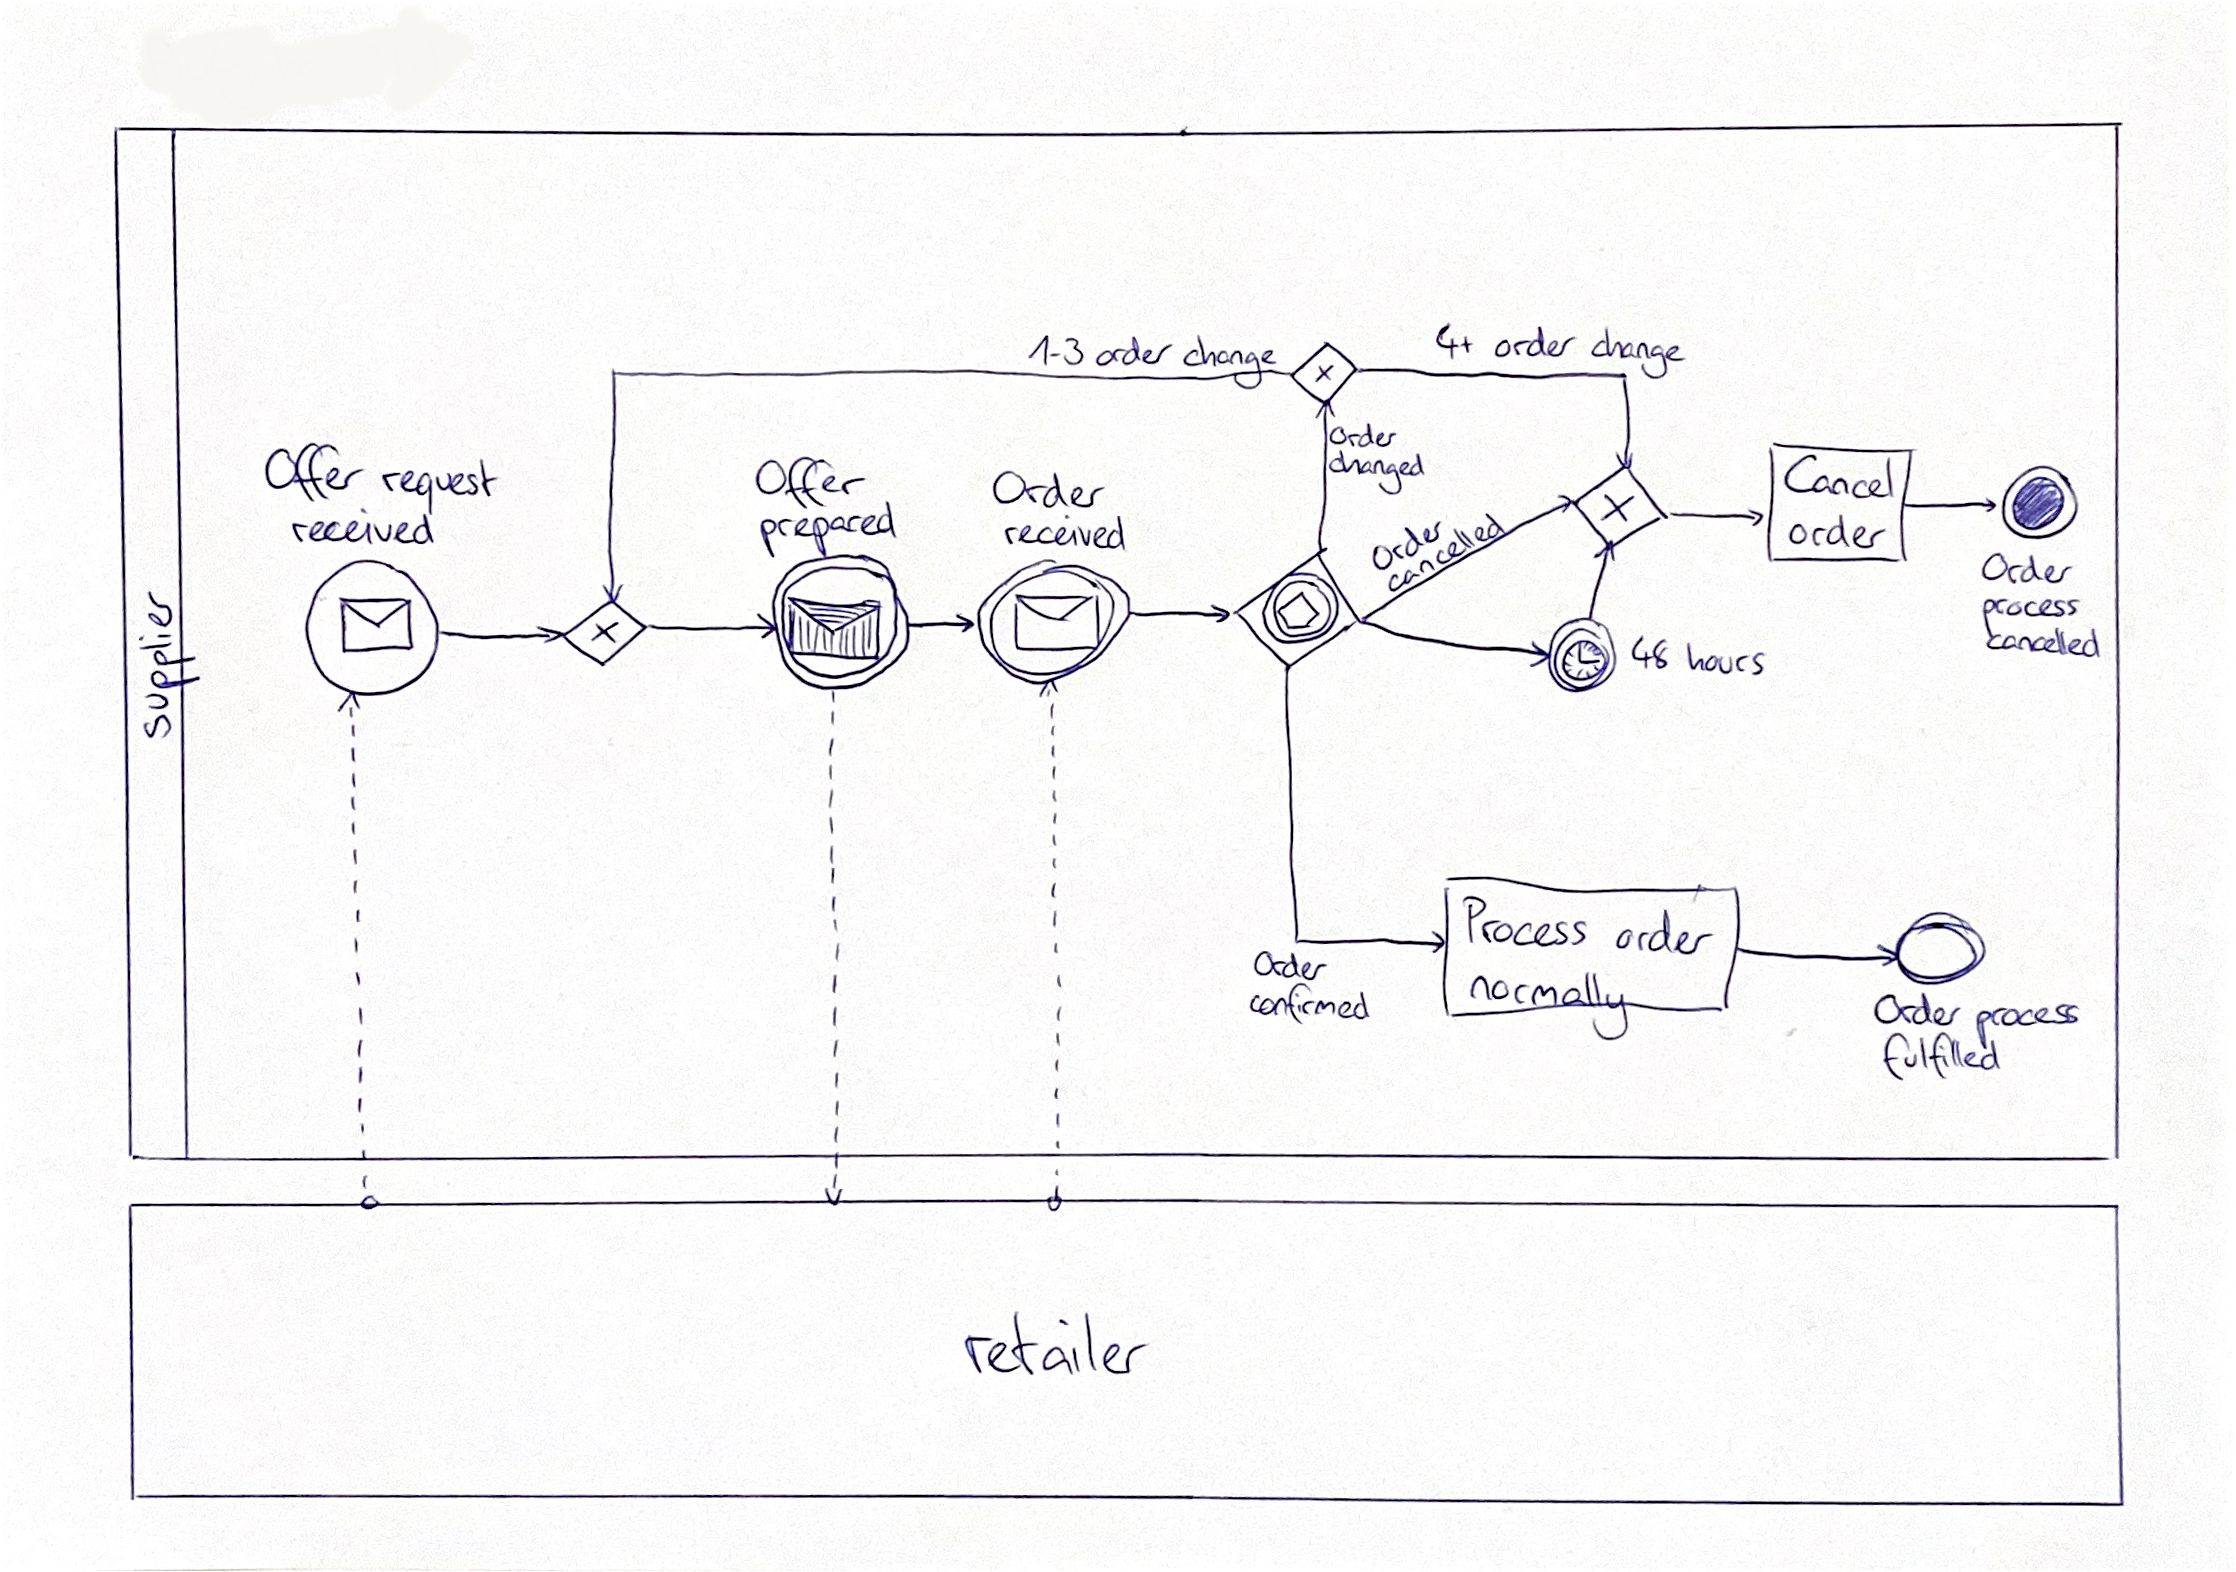 1-3 order change
4+ order change
Order
changed
Offer request
received
Offer
prepared
Order
received
Order
cancelled
Cancel
order
Order
process
cancelled
48 hours
Supplier
Order
confirmed
Process order
normally
Order process
fulfilled
retailer